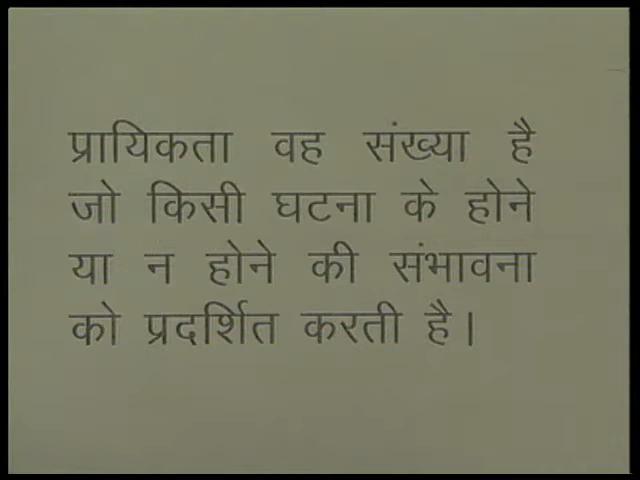 प्रायिकता वह संख्या है
जो किसी घटना के होने
या न होने की संभावना
को प्रदर्शित करती है।